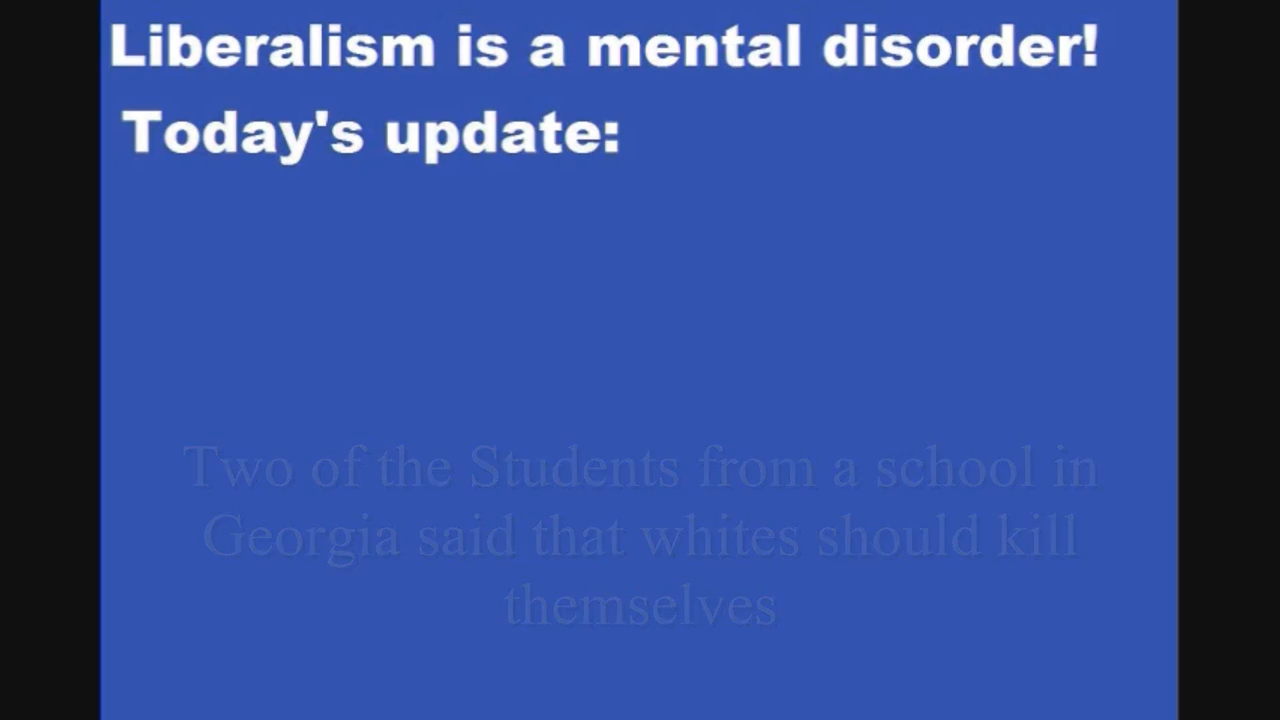 Liberalism is a mental disorder!
Today's update:
Two of the Students from a school in
Georgia said that whites should kill
themselves